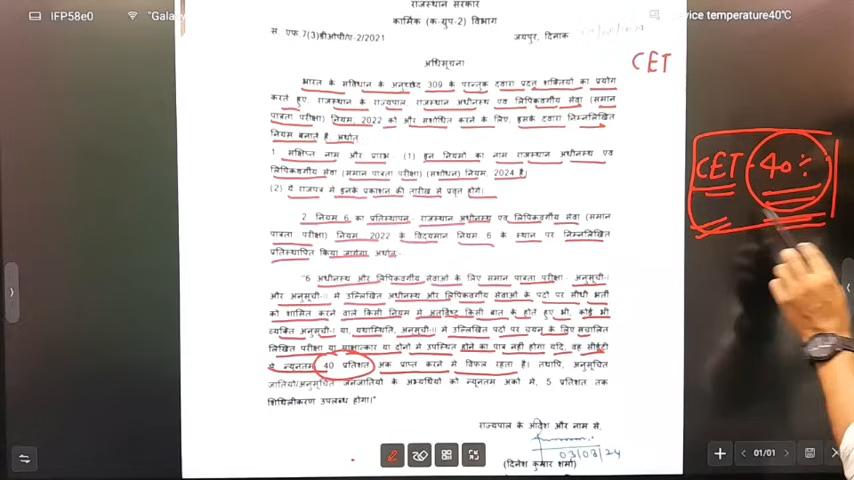 IFP58e0
"Galaxy
evice temperature40℃
राजस्थान सरकार
कार्मिक (क-ग्रुप-2) विभाग
स एफ.7(3)डीओपी/ए-2/2021
जयपुर, दिनांक
अधिसूचना
CET
भारत के संविधान के अनुच्छेद 309 के परन्तुक द्वारा प्रदत्त शक्तियों का प्रयोग
करते हुए, राजस्थान के राज्यपाल, राजस्थान अधीनस्थ एवं लिपिकवर्गीय सेवा (समान
पात्रता परीक्षा) नियम, 2022 को और संशोधित करने के लिए, इसके द्वारा निम्नलिखित
नियम बनाते है, अर्थात्
1 संक्षिप्त नाम और प्रारंभ- (1) इन नियमों का नाम राजस्थान अधीनस्थ एवं
लिपिकवर्गीय सेवा (समान पात्रता परीक्षा) (संशोधन) नियम, 2024 है|
(2) ये राजपत्र में इनके प्रकाशन की तारीख से प्रवृत्त होंगे|
CET 40%
2 नियम 6 का प्रतिस्थापन- राजस्थान अधीनस्थ एवं लिपिकवर्गीय सेवा (समान
पात्रता परीक्षा) नियम, 2022 के विद्यमान नियम 6 के स्थान पर निम्नलिखित
प्रतिस्थापित किया जायेगा, अर्थात्-
"6 अधीनस्थ और लिपिकवर्गीय सेवाओं के लिए समान पात्रता परीक्षा- अनुसूची-I
और अनुसूची-II में उल्लिखित अधीनस्थ और लिपिकवर्गीय सेवाओं के पदों पर सीधी भर्ती
को शासित करने वाले किसी नियम में अंतर्विष्ट किसी बात के होते हुए भी, कोई भी
व्यक्ति अनुसूची-I या, यथास्थिति, अनुसूची-II में उल्लिखित पदों पर चयन के लिए संचालित
लिखित परीक्षा या साक्षात्कार या दोनों में उपस्थित होने का पात्र नहीं होगा यदि, वह सीईटी
में न्यूनतम 40 प्रतिशत अंक प्राप्त करने में विफल रहता है| तथापि, अनुसूचित
जातियों/अनुसूचित जनजातियों के अभ्यर्थियों को न्यूनतम अंकों में, 5 प्रतिशत तक
शिथिलीकरण उपलब्ध होगा|"
राज्यपाल के आदेश और नाम से,
03/08/24
(दिनेश कुमार शर्मा)
01/01